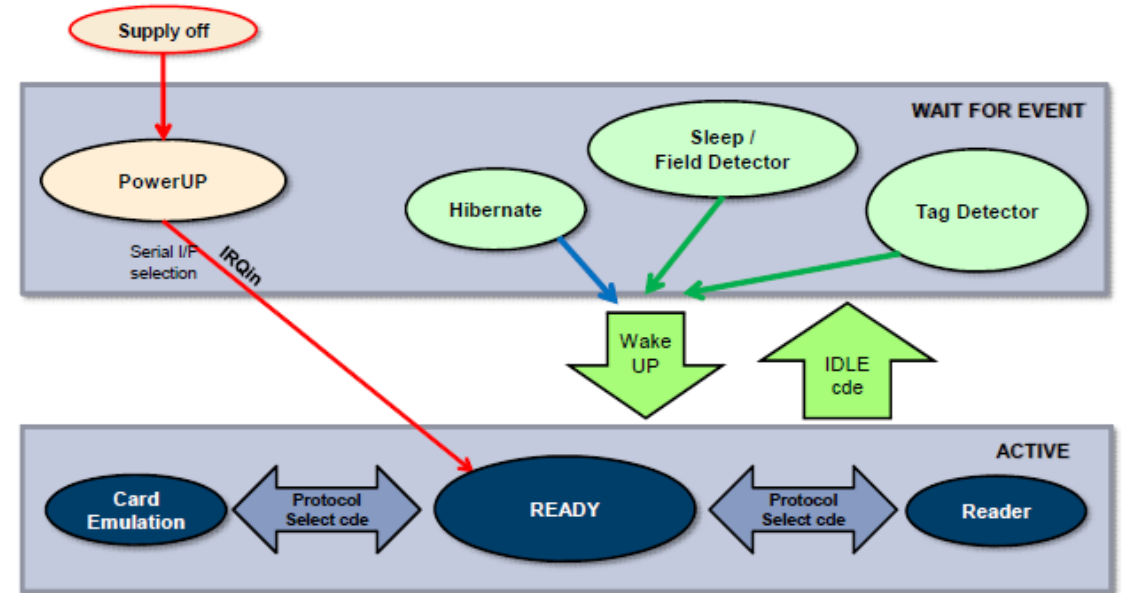 Supply off
WAIT FOR EVENT
PowerUP
Hibernate
Sleep /
Field Detector
Tag Detector
Serial I/F
selection
IRQin
Wake
UP
IDLE
cde
ACTIVE
Card
Emulation
Protocol
Select cde
READY
Protocol
Select cde
Reader